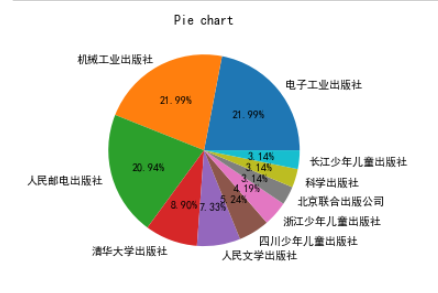 Pie chart
机械工业出版社
电子工业出版社
21.99%
21.99%
人民邮电出版社
20.94%
3.14%
长江少年儿童出版社
3.14%
科学出版社
3.14%
北京联合出版公司
4.19%
浙江少年儿童出版社
5.24%
四川少年儿童出版社
8.90%
7.33%
清华大学出版社
人民文学出版社